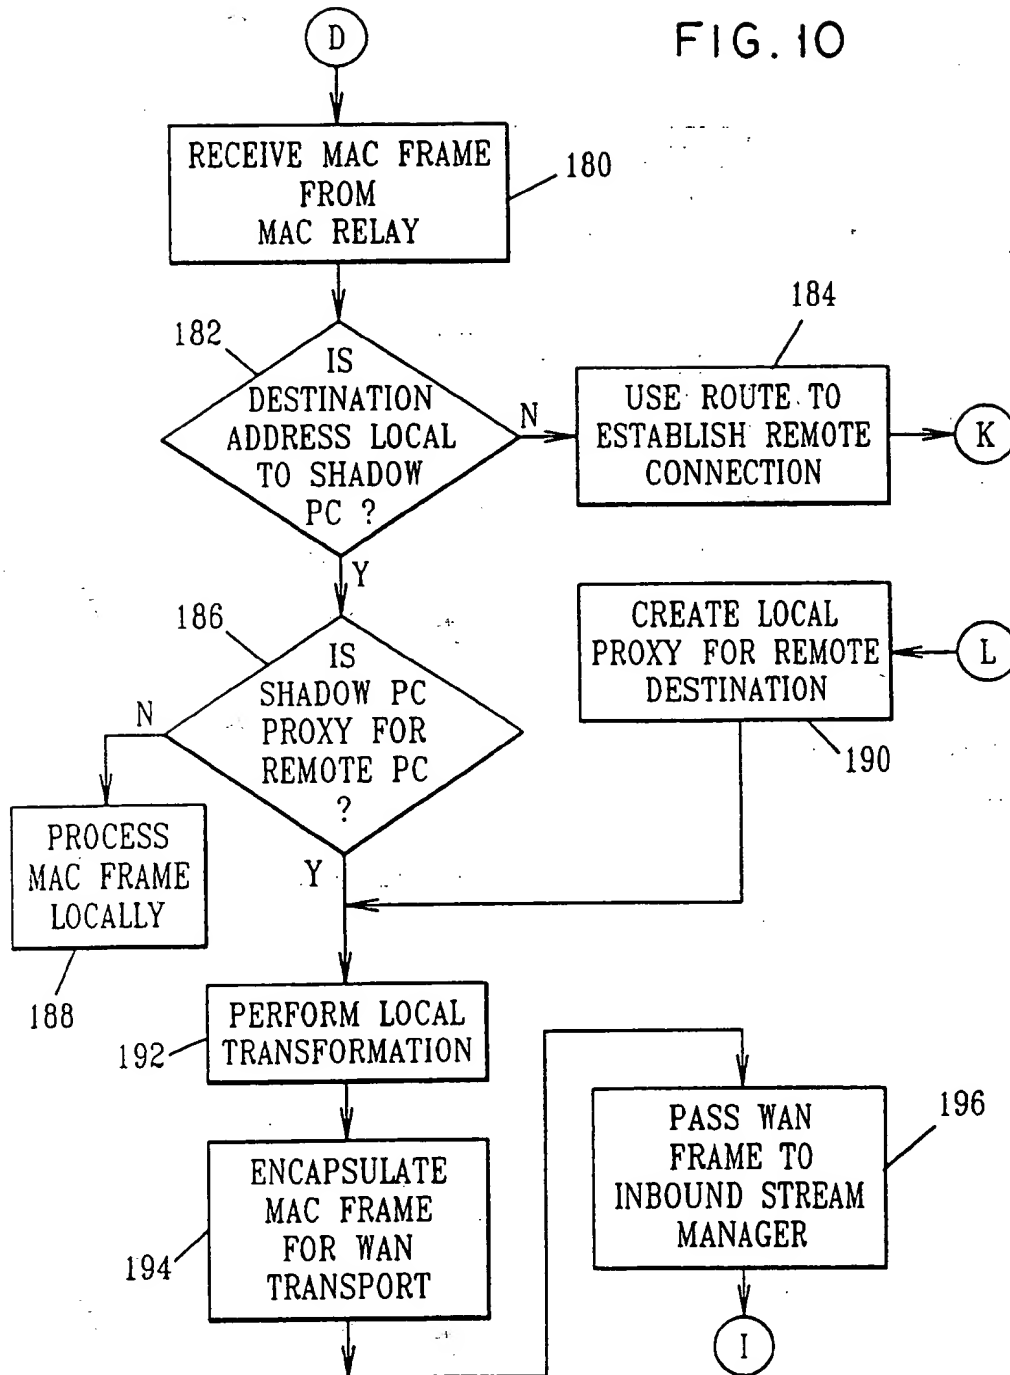 FIG. 10
D
RECEIVE MAC FRAME
FROM
MAC RELAY
180
182
IS
DESTINATION
ADDRESS LOCAL
TO SHADOW
PC ?
N
184
USE ROUTE TO
ESTABLISH REMOTE
CONNECTION
K
Y
186
IS
SHADOW PC
PROXY FOR
REMOTE PC
?
N
CREATE LOCAL
PROXY FOR REMOTE
DESTINATION
L
190
PROCESS
MAC FRAME
LOCALLY
188
Y
PERFORM LOCAL
TRANSFORMATION
192
ENCAPSULATE
MAC FRAME
FOR WAN
TRANSPORT
194
PASS WAN
FRAME TO
INBOUND STREAM
MANAGER
196
I